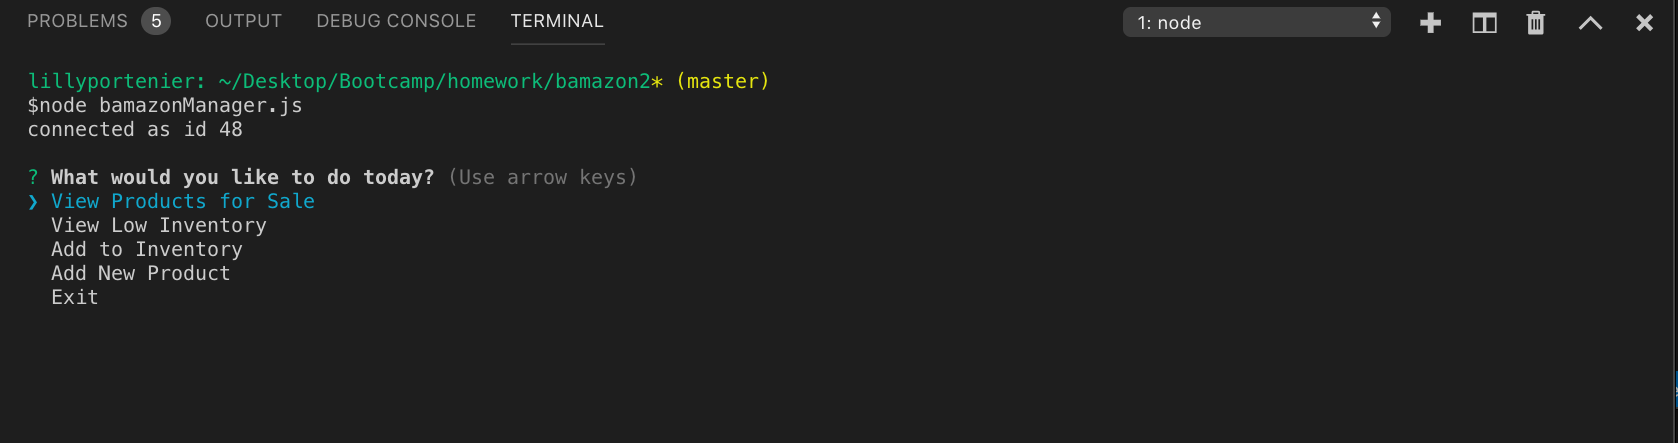 PROBLEMS 5 OUTPUT DEBUG CONSOLE TERMINAL 1: node
lillyportenier: ~/Desktop/Bootcamp/homework/bamazon2* (master)
$node bamazonManager.js
connected as id 48
? What would you like to do today? (Use arrow keys)
❯ View Products for Sale
View Low Inventory
Add to Inventory
Add New Product
Exit